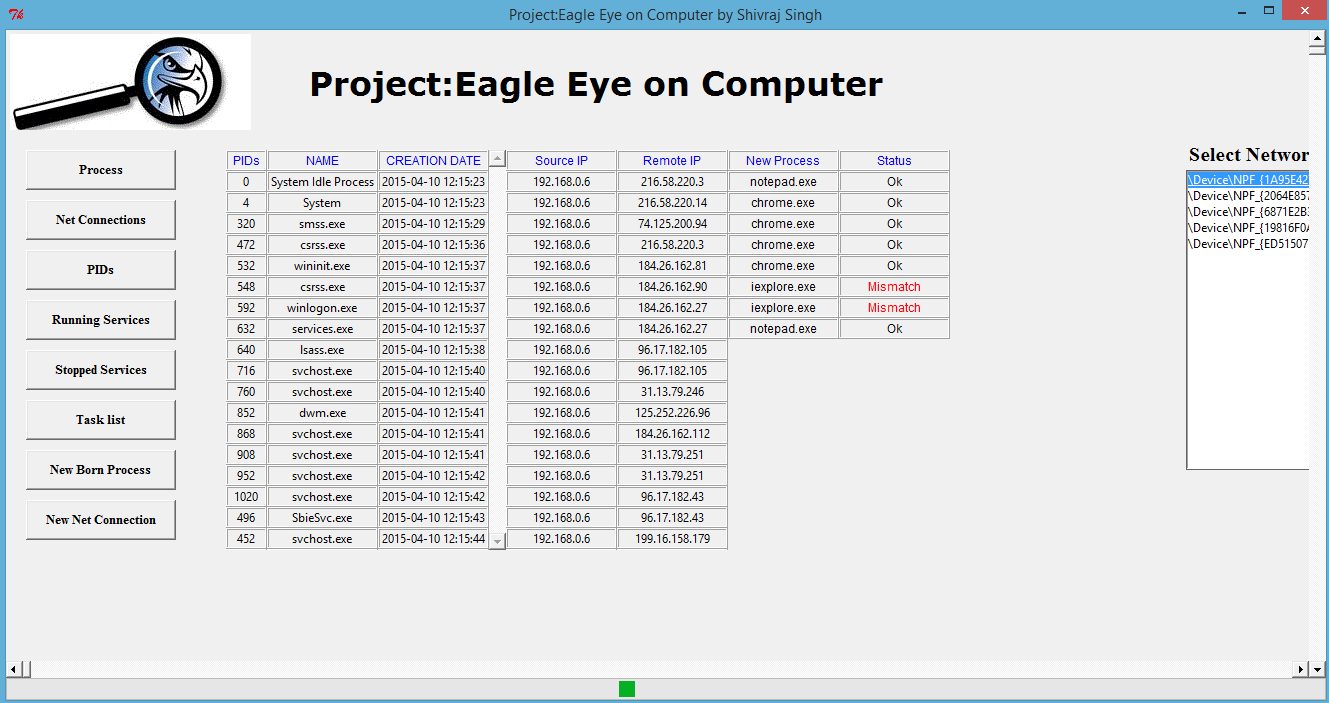 Project:Eagle Eye on Computer by Shivraj Singh
Project:Eagle Eye on Computer
Process
Net Connections
PIDs
Running Services
Stopped Services
Task list
New Born Process
New Net Connection
PIDs NAME CREATION DATE Source IP Remote IP New Process Status
0 System Idle Process 2015-04-10 12:15:23 192.168.0.6 216.58.220.3 notepad.exe Ok
4 System 2015-04-10 12:15:23 192.168.0.6 216.58.220.14 chrome.exe Ok
320 smss.exe 2015-04-10 12:15:29 192.168.0.6 74.125.200.94 chrome.exe Ok
472 csrss.exe 2015-04-10 12:15:36 192.168.0.6 216.58.220.3 chrome.exe Ok
532 wininit.exe 2015-04-10 12:15:37 192.168.0.6 184.26.162.81 chrome.exe Ok
548 csrss.exe 2015-04-10 12:15:37 192.168.0.6 184.26.162.90 iexplore.exe Mismatch
592 winlogon.exe 2015-04-10 12:15:37 192.168.0.6 184.26.162.27 iexplore.exe Mismatch
632 services.exe 2015-04-10 12:15:37 192.168.0.6 184.26.162.27 notepad.exe Ok
640 lsass.exe 2015-04-10 12:15:38 192.168.0.6 96.17.182.105
716 svchost.exe 2015-04-10 12:15:40 192.168.0.6 96.17.182.105
760 svchost.exe 2015-04-10 12:15:40 192.168.0.6 31.13.79.246
852 dwm.exe 2015-04-10 12:15:41 192.168.0.6 125.252.226.96
868 svchost.exe 2015-04-10 12:15:41 192.168.0.6 184.26.162.112
908 svchost.exe 2015-04-10 12:15:41 192.168.0.6 31.13.79.251
952 svchost.exe 2015-04-10 12:15:42 192.168.0.6 31.13.79.251
1020 svchost.exe 2015-04-10 12:15:42 192.168.0.6 96.17.182.43
496 SbieSvc.exe 2015-04-10 12:15:43 192.168.0.6 96.17.182.43
452 svchost.exe 2015-04-10 12:15:44 192.168.0.6 199.16.158.179
Select Networ
\Device\NPF_{1A95E42
\Device\NPF_{2064E857
\Device\NPF_{6871E2B
\Device\NPF_{19816F0
\Device\NPF_{ED51507